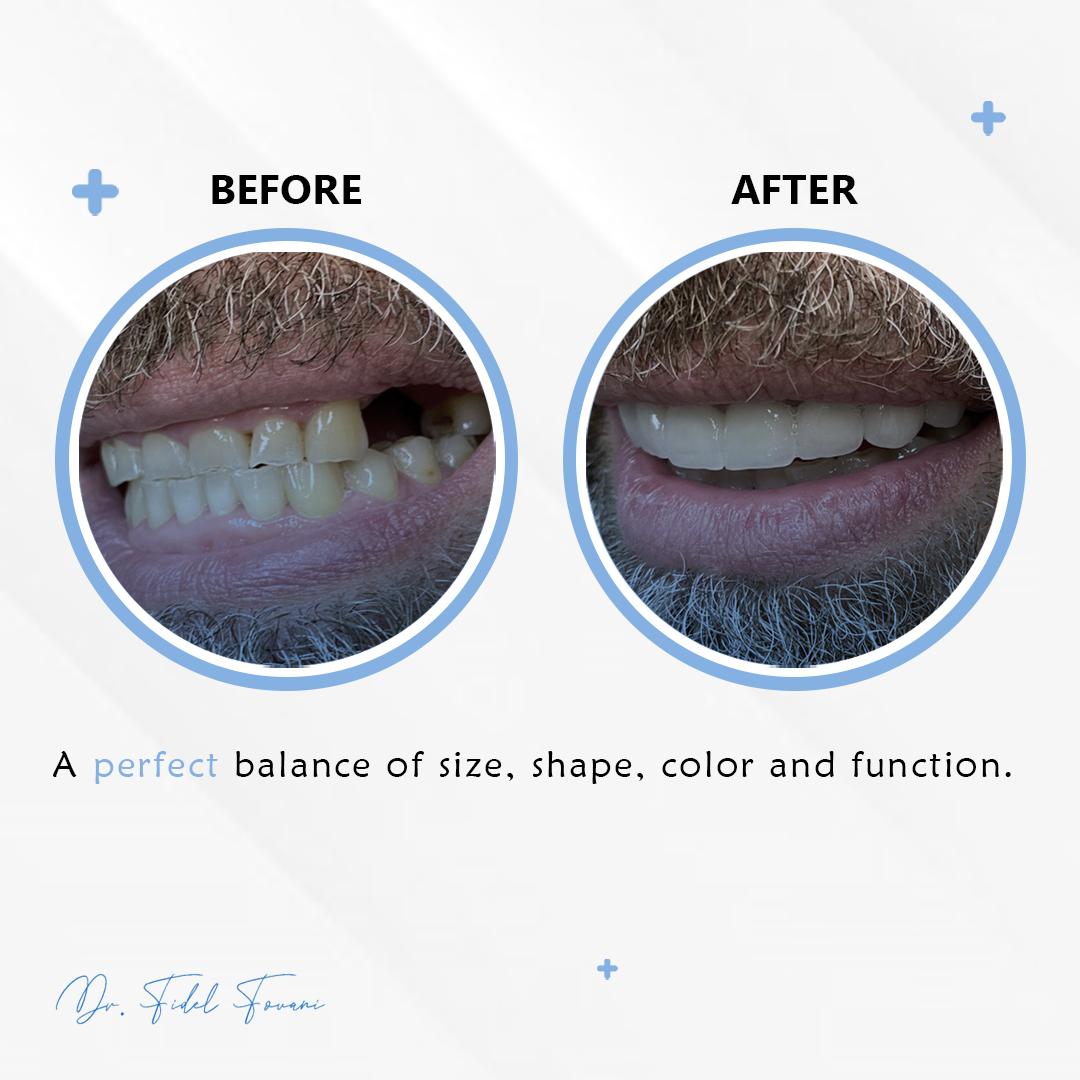 BEFORE
AFTER
A perfect balance of size, shape, color and function.
Dr. Fidel Fovani